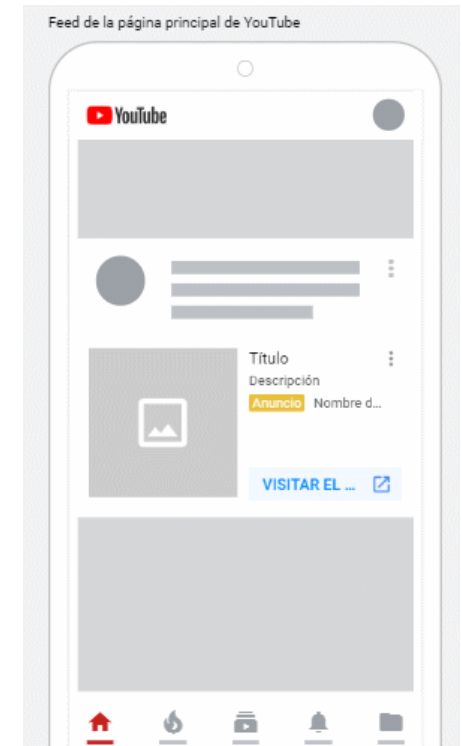 Feed de la página principal de YouTube
YouTube
Título
Descripción
Anuncio Nombre d...
VISITAR EL ...